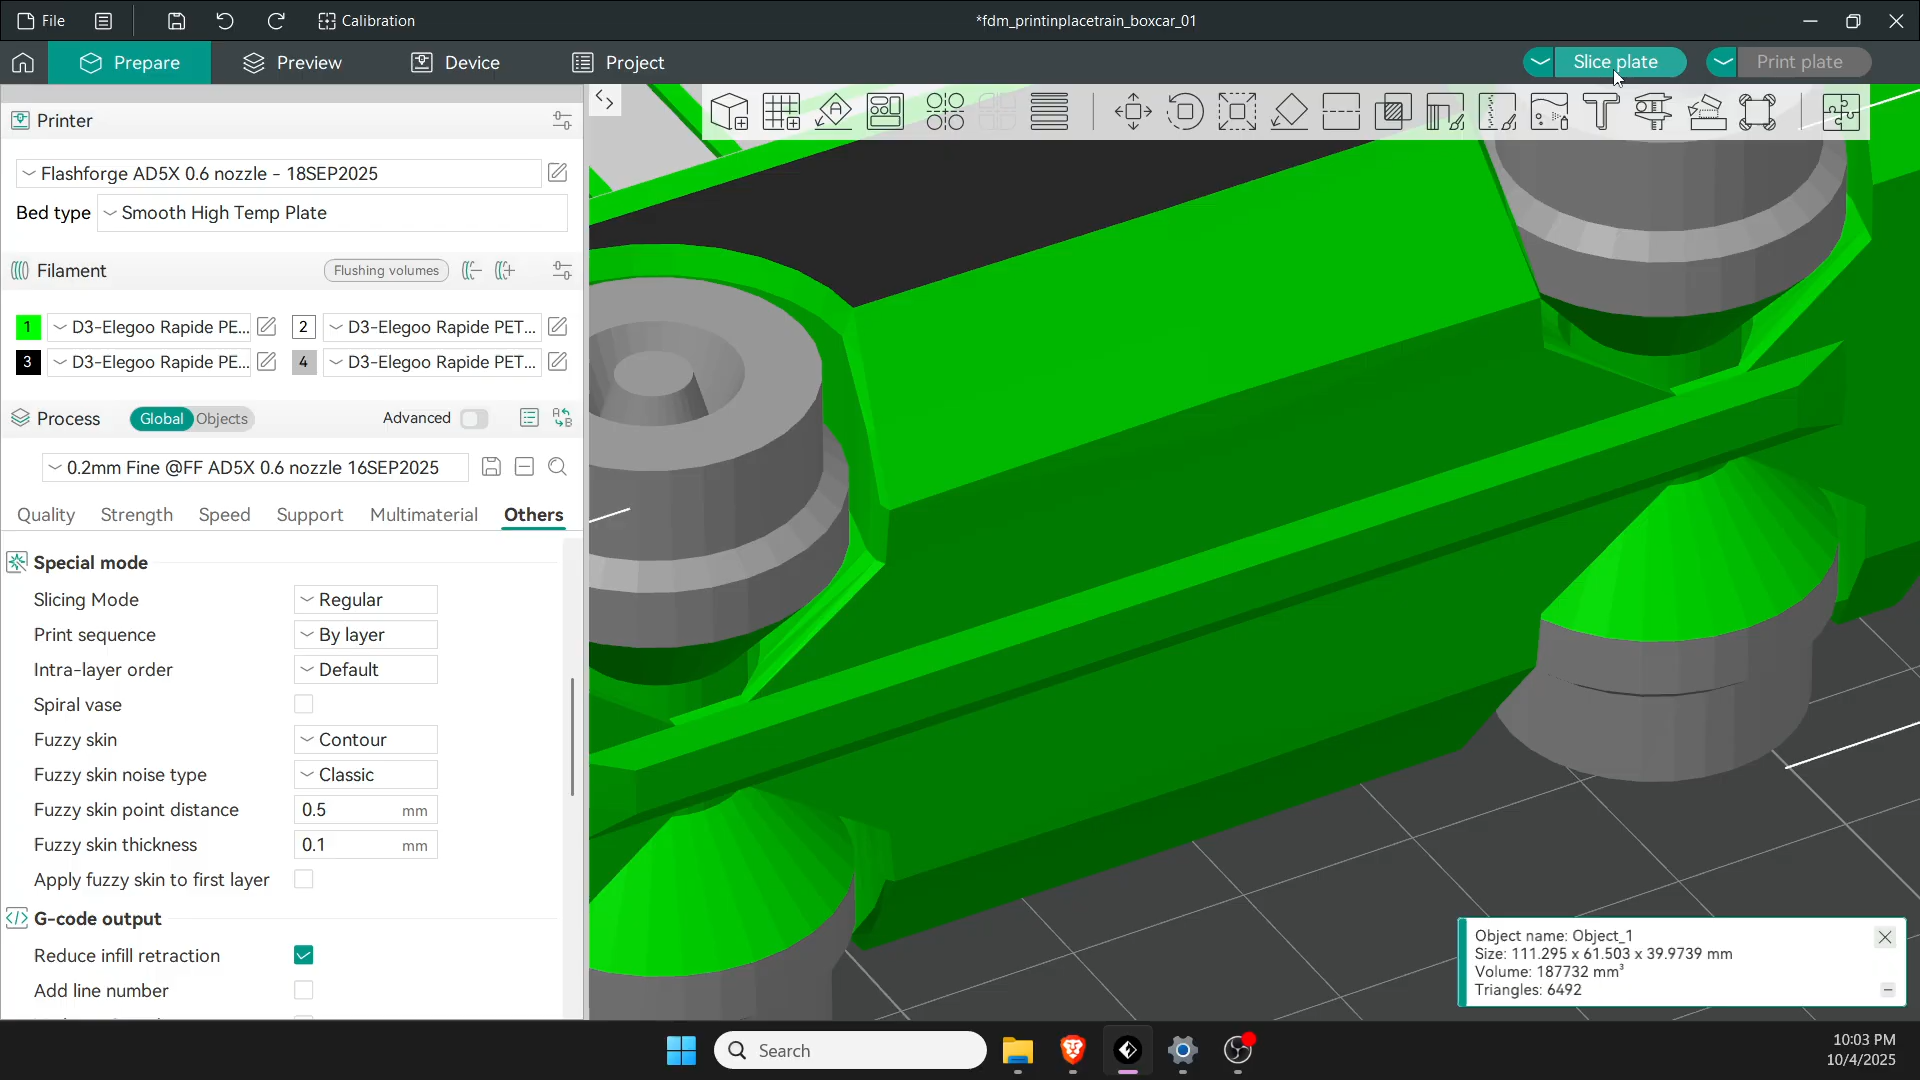 File
Calibration
*fdm_printinplacetrain_boxcar_01
Prepare
Preview
Device
Project
Slice plate
Print plate
Printer
Flashforge AD5X 0.6 nozzle - 18SEP2025
Bed type
Smooth High Temp Plate
Filament
Flushing volumes
1
D3-Elegoo Rapide PE...
2
D3-Elegoo Rapide PET...
3
D3-Elegoo Rapide PE...
4
D3-Elegoo Rapide PET...
Process
Global
Objects
Advanced
0.2mm Fine @FF AD5X 0.6 nozzle 16SEP2025
Quality
Strength
Speed
Support
Multimaterial
Others
Special mode
Slicing Mode
Regular
Print sequence
By layer
Intra-layer order
Default
Spiral vase
Fuzzy skin
Contour
Fuzzy skin noise type
Classic
Fuzzy skin point distance
0.5 mm
Fuzzy skin thickness
0.1 mm
Apply fuzzy skin to first layer
G-code output
Reduce infill retraction
Add line number
Object name: Object_1
Size: 111.295 x 61.503 x 39.9739 mm
Volume: 187732 mm³
Triangles: 6492
Search
10:03 PM
10/4/2025